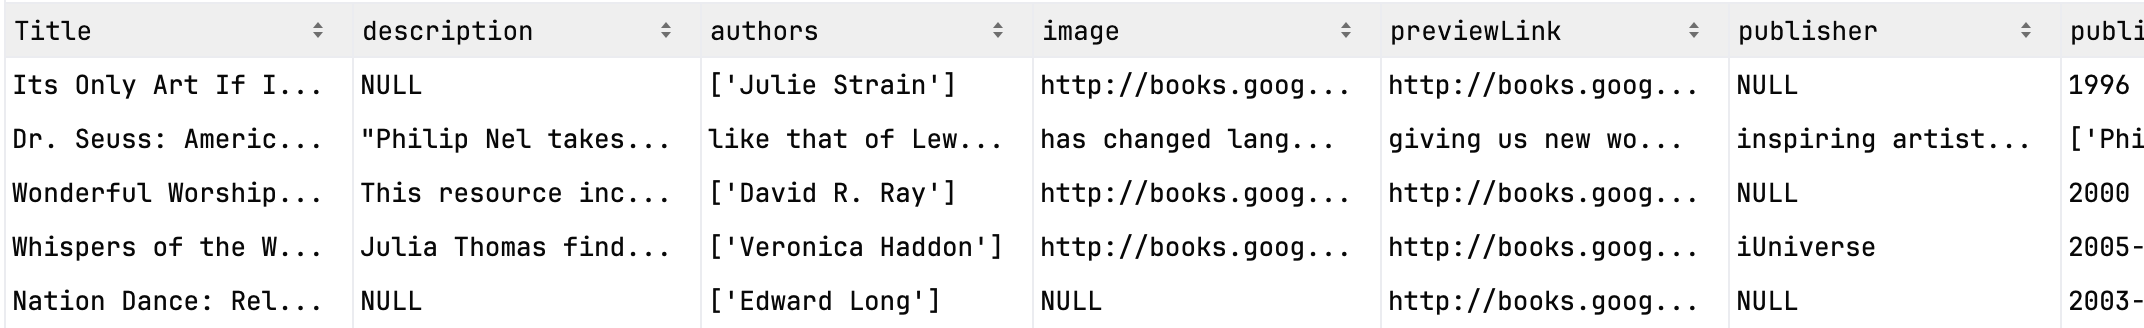 Title description authors image previewLink publisher publi
Its Only Art If I... NULL ['Julie Strain'] http://books.goog... http://books.goog... NULL 1996
Dr. Seuss: Americ... "Philip Nel takes... like that of Lew... has changed lang... giving us new wo... inspiring artist... ['Phi
Wonderful Worship... This resource inc... ['David R. Ray'] http://books.goog... http://books.goog... NULL 2000
Whispers of the W... Julia Thomas find... ['Veronica Haddon'] http://books.goog... http://books.goog... iUniverse 2005-
Nation Dance: Rel... NULL ['Edward Long'] NULL http://books.goog... NULL 2003-